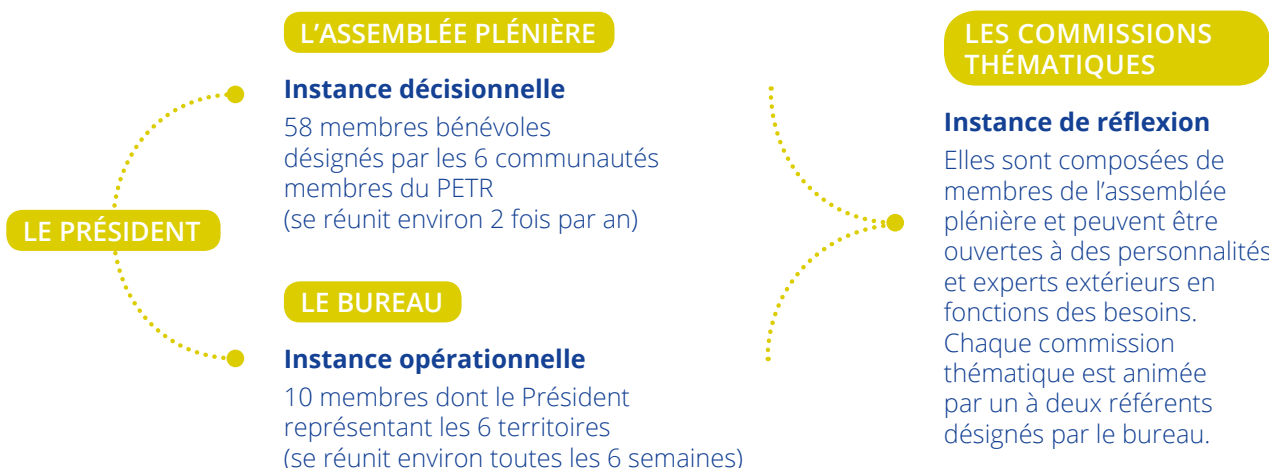 LE PRÉSIDENT
L’ASSEMBLÉE PLÉNIÈRE
Instance décisionnelle
58 membres bénévoles
désignés par les 6 communautés
membres du PETR
(se réunit environ 2 fois par an)
LE BUREAU
Instance opérationnelle
10 membres dont le Président
représentant les 6 territoires
(se réunit environ toutes les 6 semaines)
LES COMMISSIONS
THÉMATIQUES
Instance de réflexion
Elles sont composées de
membres de l’assemblée
plénière et peuvent être
ouvertes à des personnalités
et experts extérieurs en
fonctions des besoins.
Chaque commission
thématique est animée
par un à deux référents
désignés par le bureau.